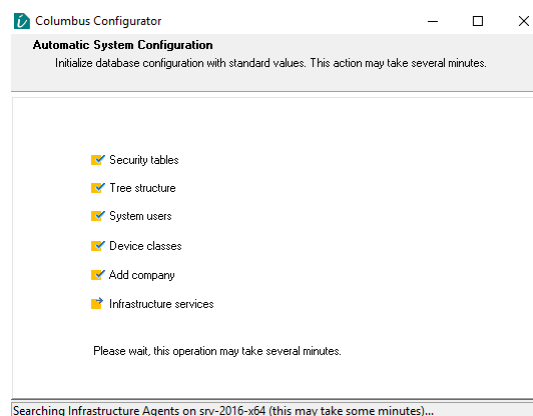 Columbus Configurator
Automatic System Configuration
Initialize database configuration with standard values. This action may take several minutes.
Security tables
Tree structure
System users
Device classes
Add company
Infrastructure services
Please wait, this operation may take several minutes.
Searching Infrastructure Agents on srv-2016-x64 (this may take some minutes)...